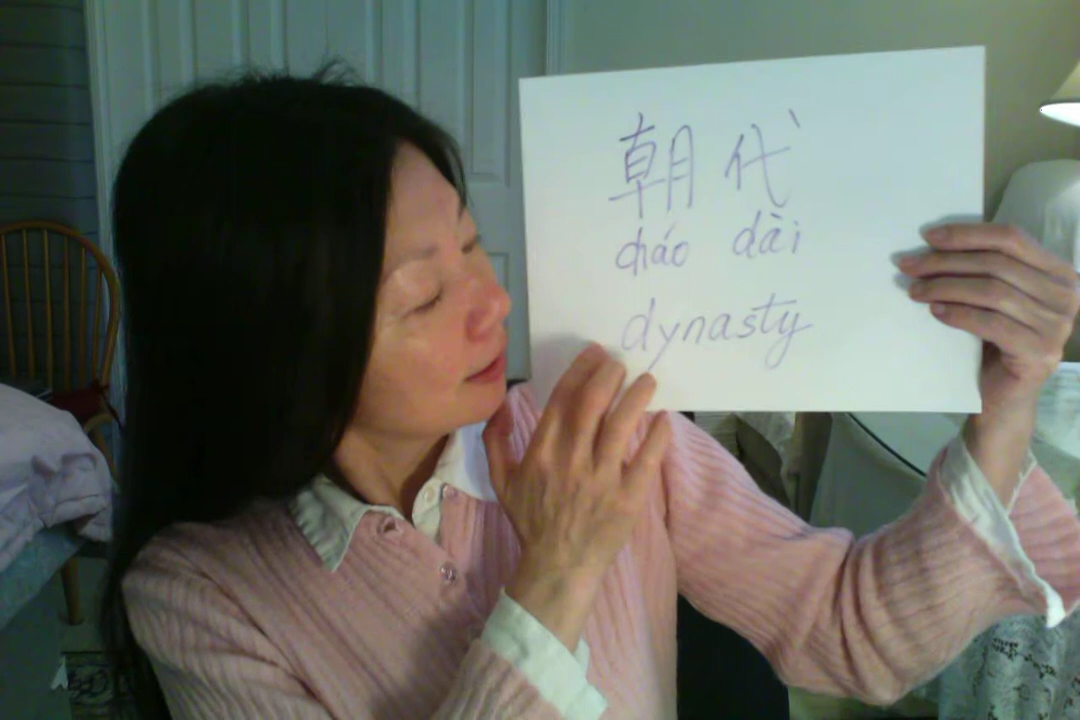 朝代
cháo dài
dynasty